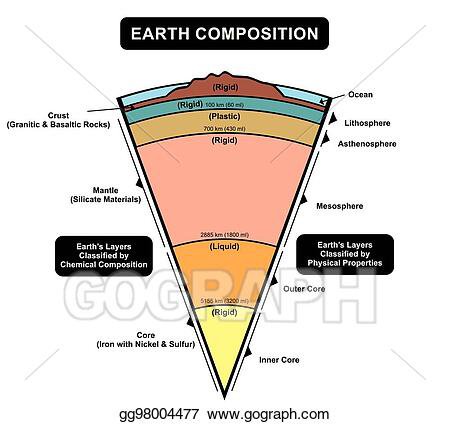 EARTH COMPOSITION
Ocean
(Rigid)
(Rigid) 100 km (60 ml)
Crust
(Granitic & Basaltic Rocks)
(Plastic)
Lithosphere
700 km (430 ml)
(Rigid)
Asthenosphere
Mantle
(Silicate Materials)
Mesosphere
2885 km (1800 ml)
(Liquid)
Earth's Layers
Classified by
Chemical Composition
Earth's Layers
Classified by
Physical Properties
Outer Core
5155 km (3200 ml)
(Rigid)
Core
(Iron with Nickel & Sulfur)
Inner Core
GOGRAPH
gg98004477 www.gograph.com